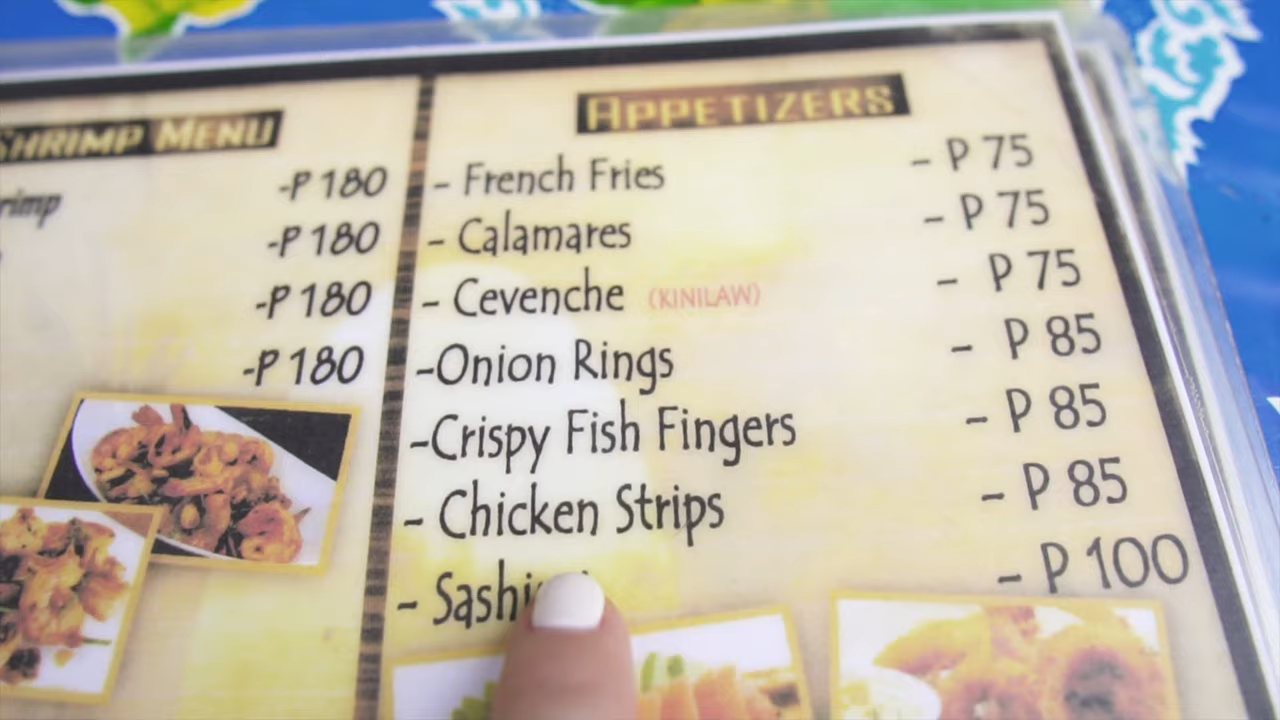 SHRIMP MENU
-P 180
-P 180
-P 180
-P 180
APPETIZERS
- French Fries - P 75
- Calamares - P 75
- Cevenche (KINILAW) - P 75
-Onion Rings - P 85
-Crispy Fish Fingers - P 85
- Chicken Strips - P 85
- P 100